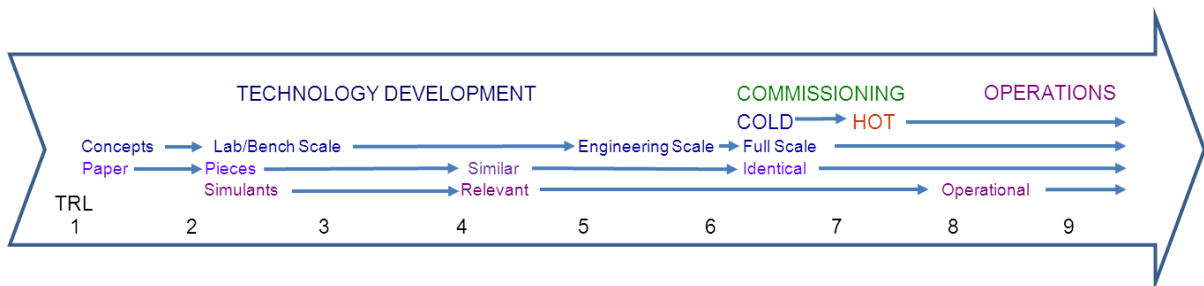 TECHNOLOGY DEVELOPMENT COMMISSIONING OPERATIONS
COLD HOT
Concepts Lab/Bench Scale Engineering Scale Full Scale
Paper Pieces Similar Identical
Simulants Relevant Operational
TRL
1 2 3 4 5 6 7 8 9